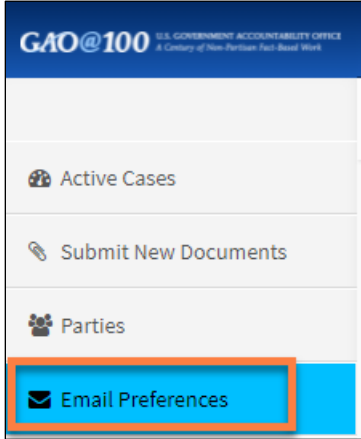 GAO@100 U.S. GOVERNMENT ACCOUNTABILITY OFFICE
A Century of Non-Partisan Fact-Based Work
Active Cases
Submit New Documents
Parties
Email Preferences